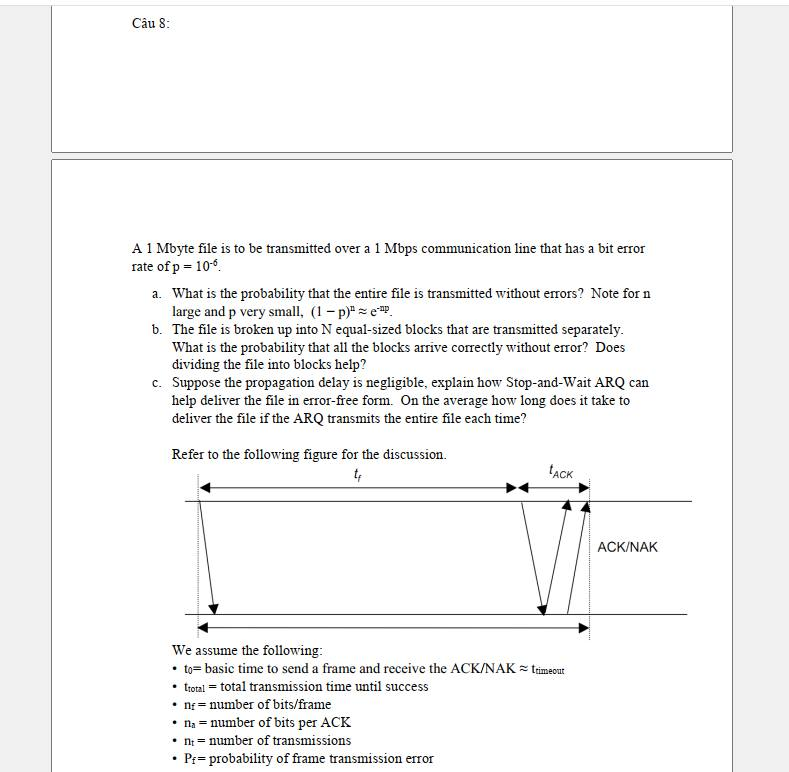 Câu 8:
A 1 Mbyte file is to be transmitted over a 1 Mbps communication line that has a bit error
rate of p = 10⁻⁶.
a. What is the probability that the entire file is transmitted without errors? Note for n
large and p very small, (1 − p)ⁿ ≈ e⁻ⁿᵖ.
b. The file is broken up into N equal-sized blocks that are transmitted separately.
What is the probability that all the blocks arrive correctly without error? Does
dividing the file into blocks help?
c. Suppose the propagation delay is negligible, explain how Stop-and-Wait ARQ can
help deliver the file in error-free form. On the average how long does it take to
deliver the file if the ARQ transmits the entire file each time?
Refer to the following figure for the discussion.
tf tACK
ACK/NAK
We assume the following:
• t0= basic time to send a frame and receive the ACK/NAK ≈ ttimeout
• ttotal = total transmission time until success
• nf = number of bits/frame
• na = number of bits per ACK
• nt = number of transmissions
• Pf = probability of frame transmission error